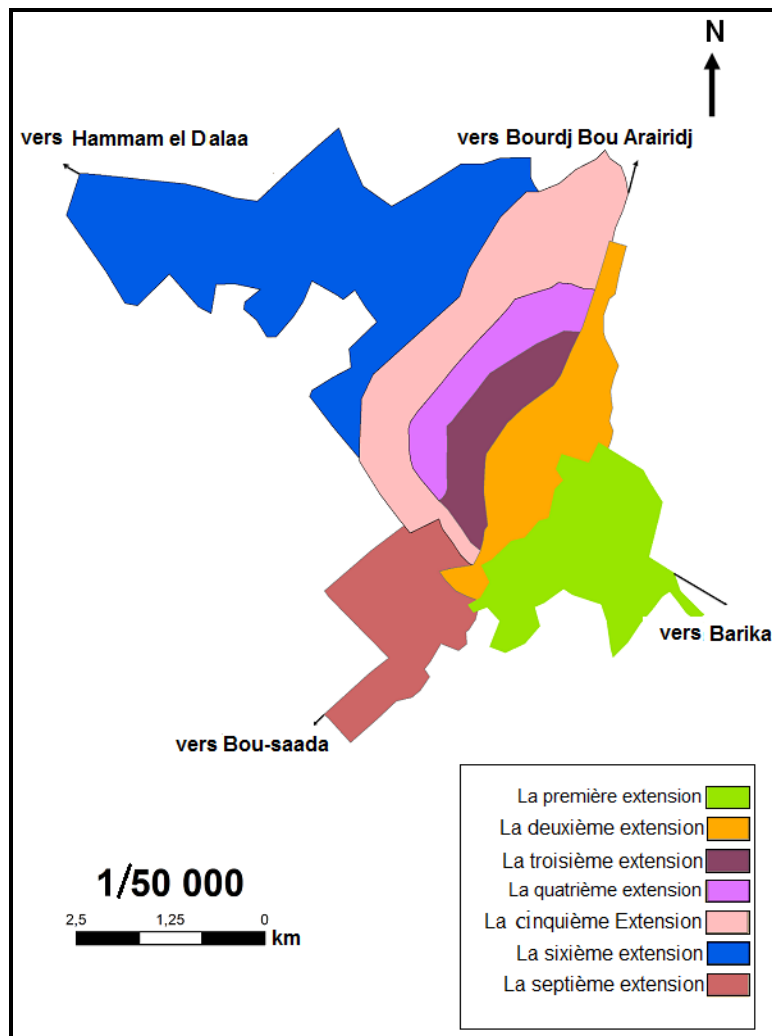 N
vers Hammam el Dalaa
vers Bourdj Bou Arairidj
vers Barika
vers Bou-saada
La première extension
La deuxième extension
La troisième extension
La quatrième extension
La cinquième Extension
La sixième extension
La septième extension
1/50 000
2,5 1,25 0
km